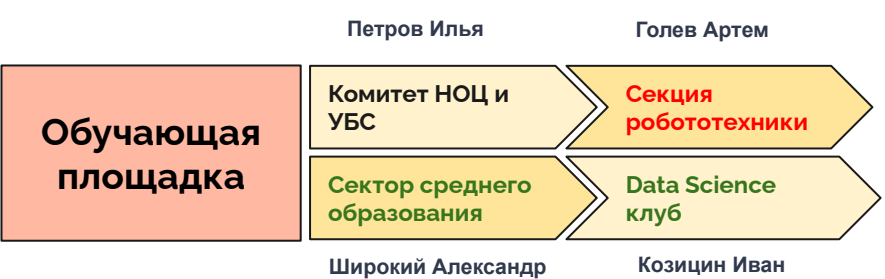 Петров Илья
Голев Артем
Обучающая
площадка
Комитет НОЦ и
УБС
Секция
робототехники
Сектор среднего
образования
Data Science
клуб
Широкий Александр
Козицин Иван